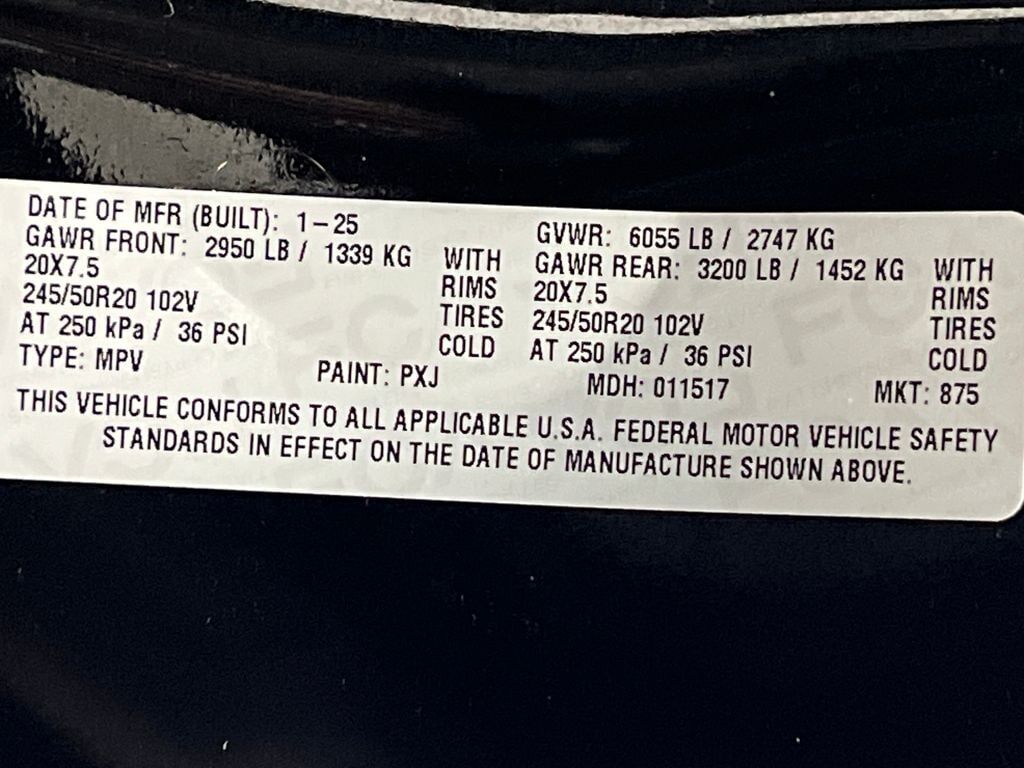 DATE OF MFR (BUILT): 1-25
GVWR: 6055 LB / 2747 KG
GAWR FRONT: 2950 LB / 1339 KG WITH
GAWR REAR: 3200 LB / 1452 KG WITH
20X7.5 RIMS
20X7.5 RIMS
245/50R20 102V TIRES
245/50R20 102V TIRES
AT 250 kPa / 36 PSI COLD
AT 250 kPa / 36 PSI COLD
TYPE: MPV PAINT: PXJ MDH: 011517 MKT: 875
THIS VEHICLE CONFORMS TO ALL APPLICABLE U.S.A. FEDERAL MOTOR VEHICLE SAFETY
STANDARDS IN EFFECT ON THE DATE OF MANUFACTURE SHOWN ABOVE.